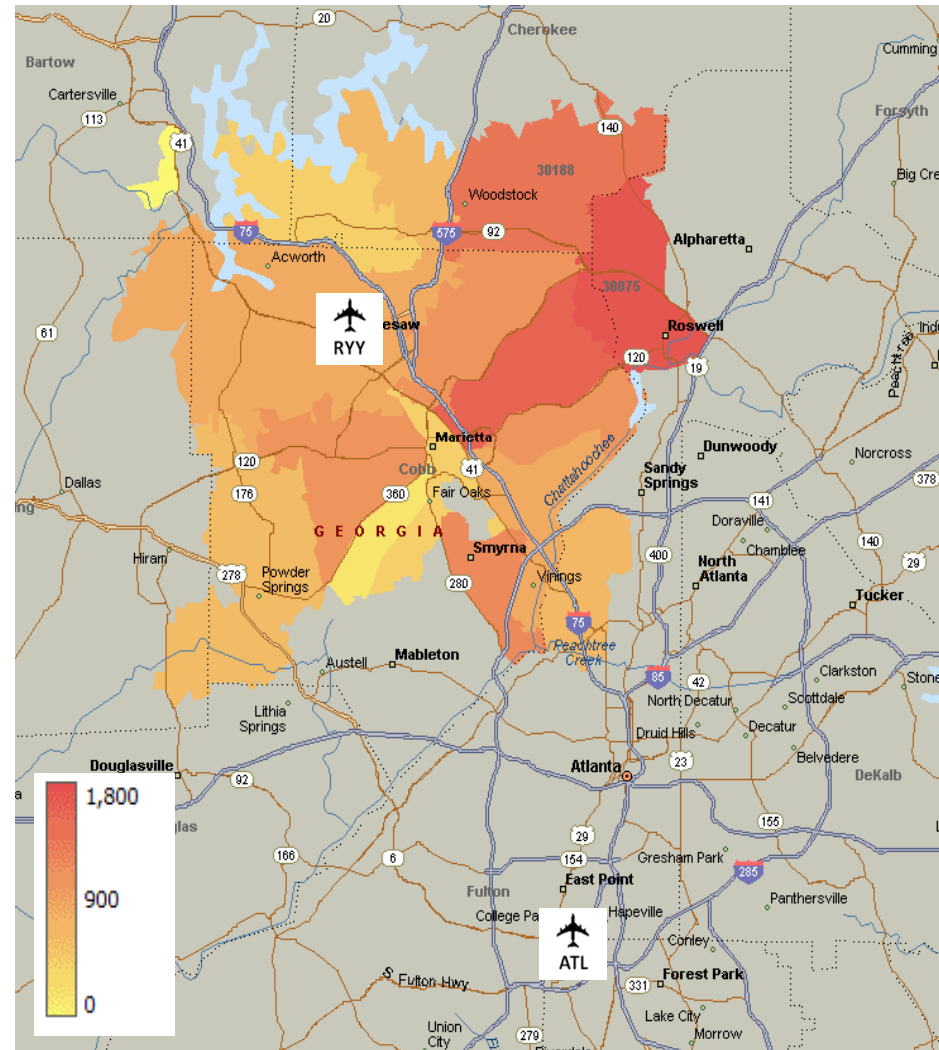 20
Cherokee
Bartow
Cumming
Cartersville
113
41
140
Forsyth
30188
Woodstock
Big Cre
75
575
92
Alpharetta
Acworth
30075
RYY
esaw
Roswell
61
120
19
Peachtree
Marietta
Cobb
41
Chattahoochee
Dunwoody
120
Norcross
Sandy
Springs
Dallas
176
360
Fair Oaks
378
141
ng
GEORGIA
Doraville
Chamblee
140
Hiram
Smyrna
400
North
Atlanta
29
278
Powder
Springs
280
Vinings
Tucker
75
Peachtree
Creek
Mableton
Austell
85
42
Clarkston
Stone
North Decatur
Scottdale
Lithia
Springs
Druid Hills
Decatur
Belvedere
Douglasville
92
Atlanta
23
DeKalb
a
1,800
glas
29
155
166
6
154
Gresham Park
900
East Point
285
Fulton
Panthersville
College Pa
Hapeville
ATL
Conley
0
S Fulton Hwy
331
Forest Park
Lake City
Union
City
279
Morrow